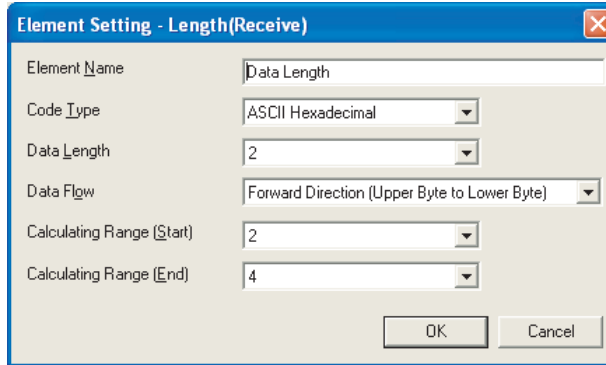 Element Setting - Length(Receive)
Element Name Data Length
Code Type ASCII Hexadecimal
Data Length 2
Data Flow Forward Direction (Upper Byte to Lower Byte)
Calculating Range (Start) 2
Calculating Range (End) 4
OK Cancel